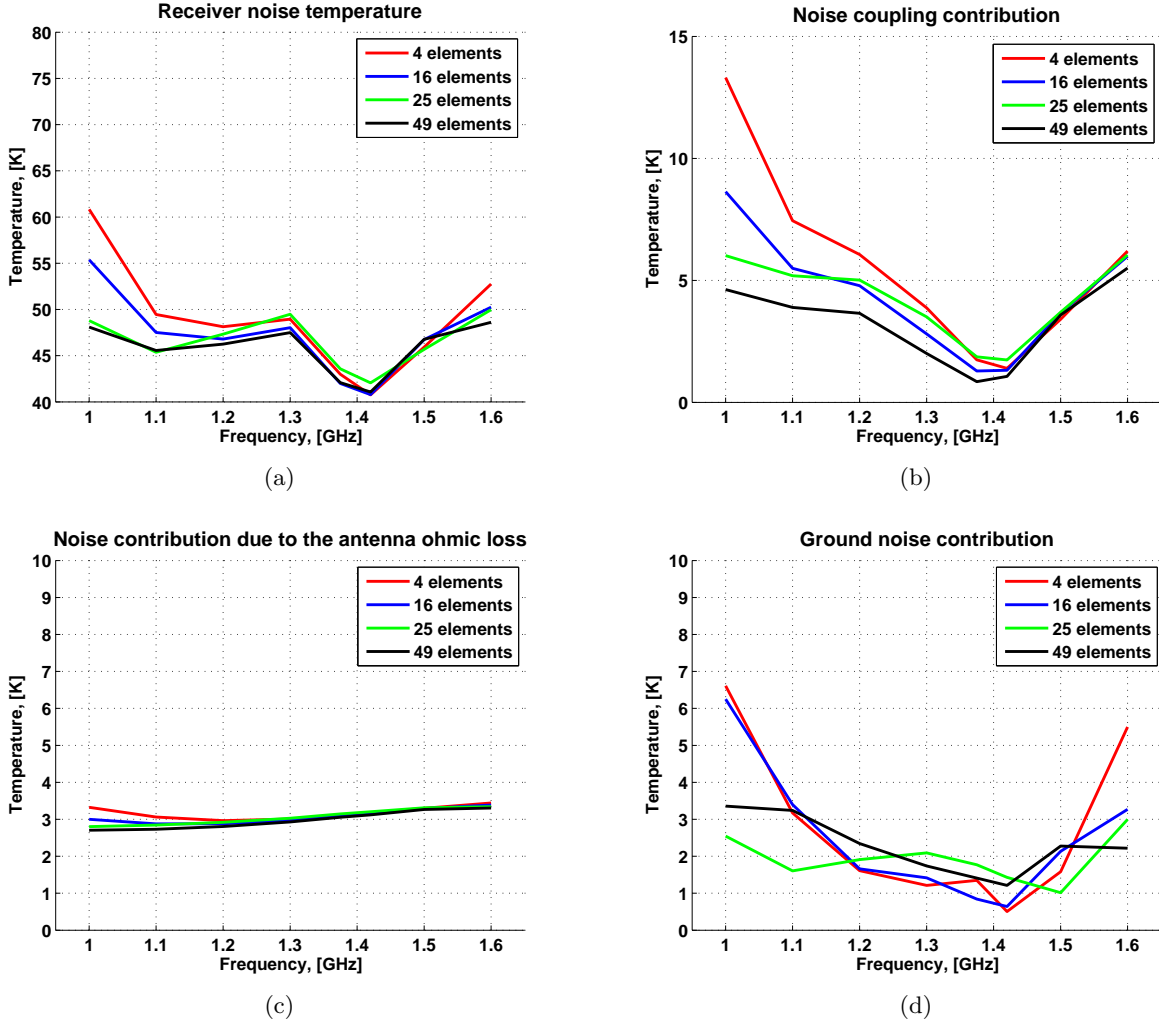 Receiver noise temperature
80
75
70
65
60
55
50
45
40
Temperature, [K]
4 elements
16 elements
25 elements
49 elements
1 1.1 1.2 1.3 1.4 1.5 1.6
Frequency, [GHz]
(a)
Noise coupling contribution
15
10
5
0
Temperature, [K]
4 elements
16 elements
25 elements
49 elements
1 1.1 1.2 1.3 1.4 1.5 1.6
Frequency, [GHz]
(b)
Noise contribution due to the antenna ohmic loss
10
9
8
7
6
5
4
3
2
1
0
Temperature, [K]
4 elements
16 elements
25 elements
49 elements
1 1.1 1.2 1.3 1.4 1.5 1.6
Frequency, [GHz]
(c)
Ground noise contribution
10
9
8
7
6
5
4
3
2
1
0
Temperature, [K]
4 elements
16 elements
25 elements
49 elements
1 1.1 1.2 1.3 1.4 1.5 1.6
Frequency, [GHz]
(d)